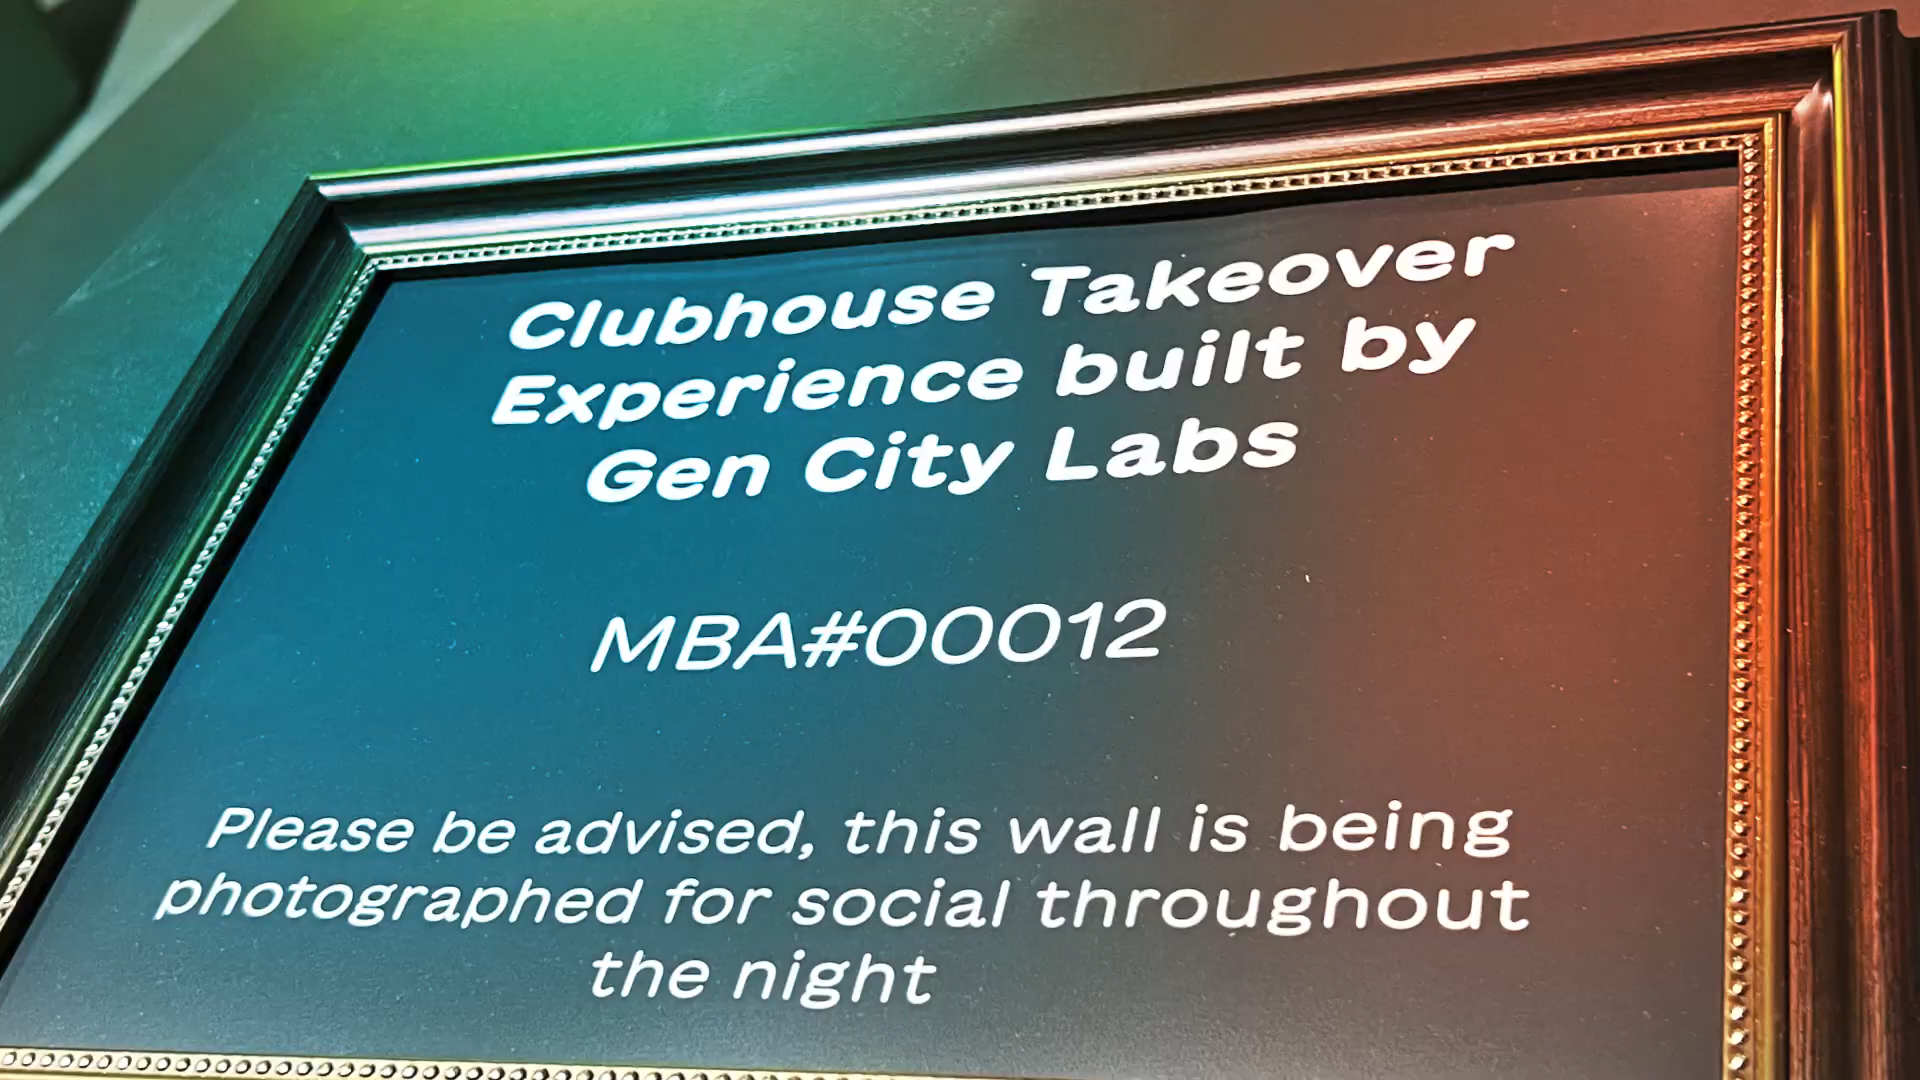 Clubhouse Takeover
Experience built by
Gen City Labs
MBA#00012
Please be advised, this wall is being
photographed for social throughout
the night